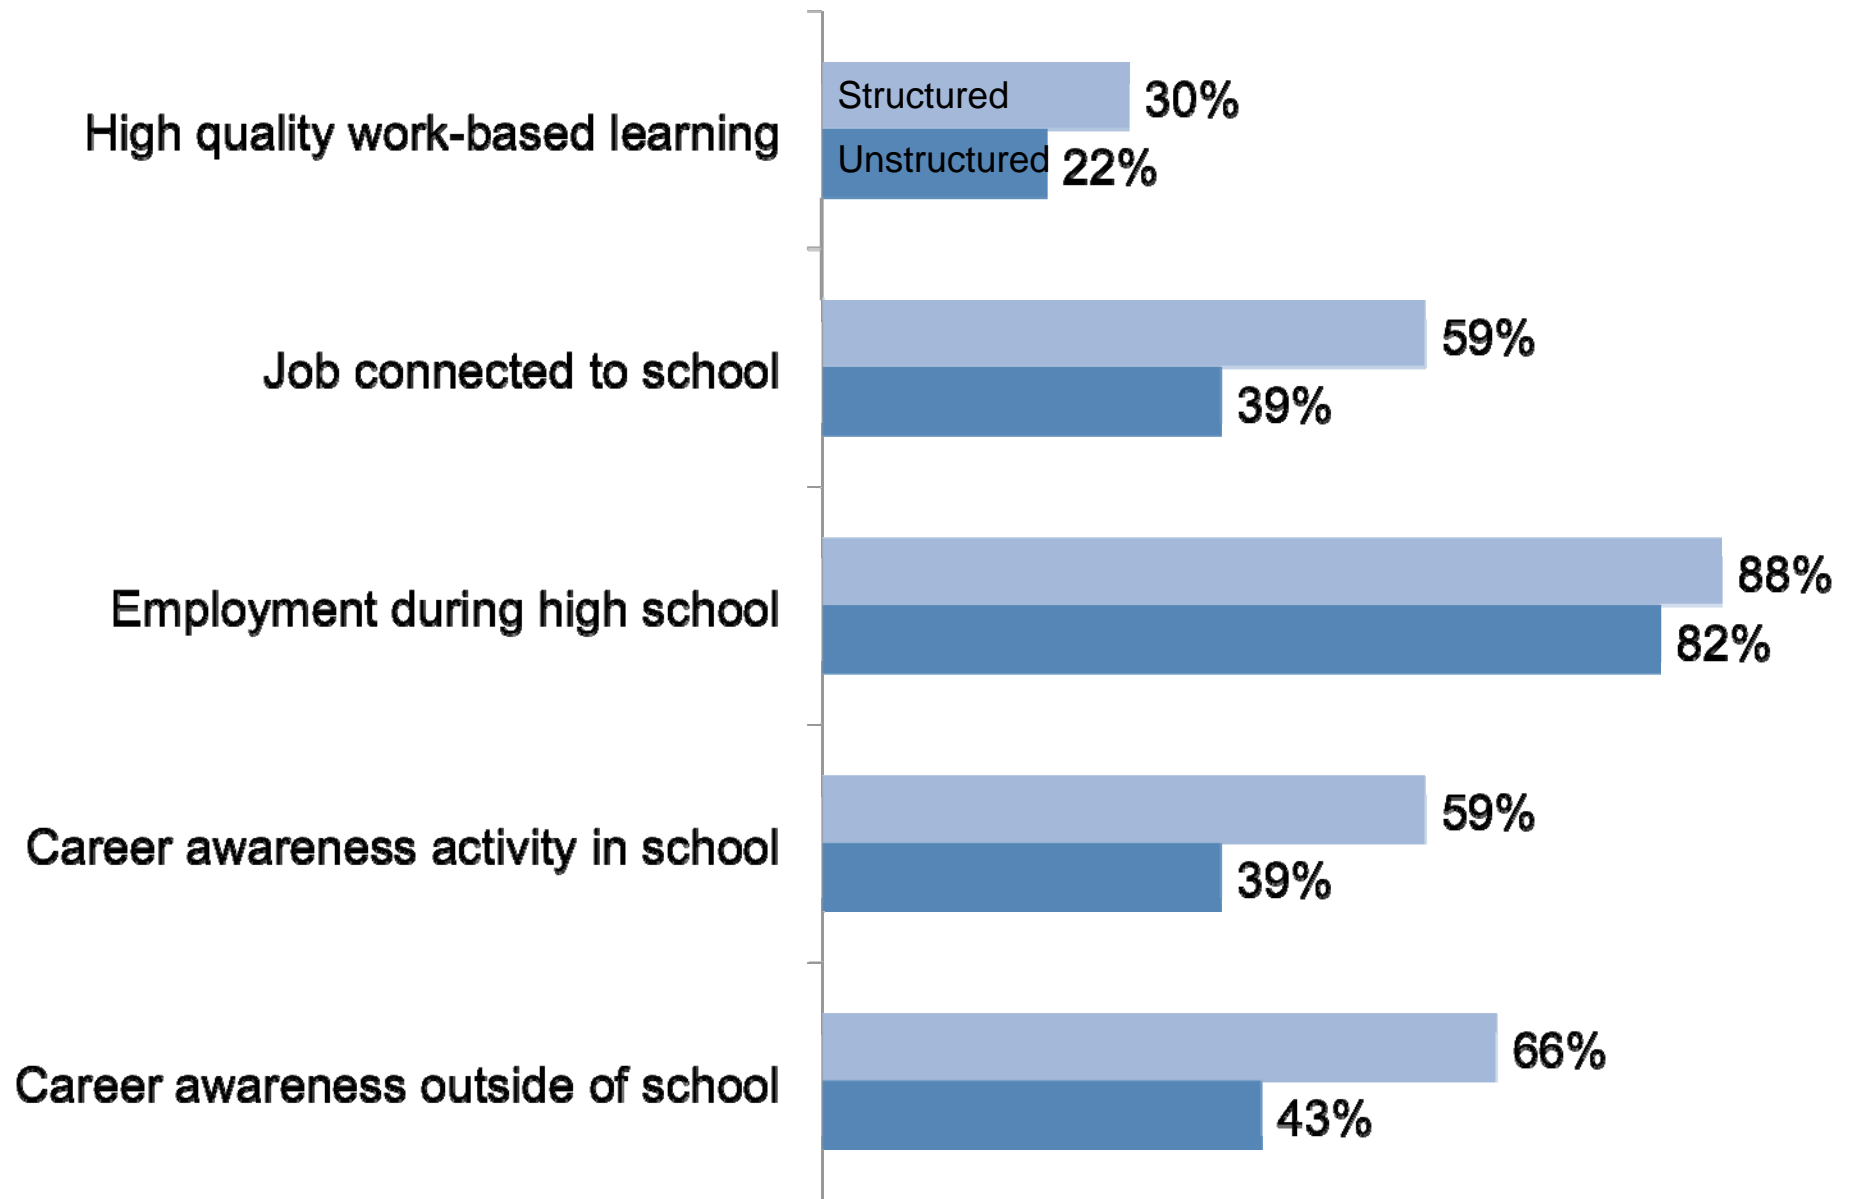 Structured 30%
High quality work-based learning
Unstructured 22%
59%
Job connected to school
39%
88%
Employment during high school
82%
59%
Career awareness activity in school
39%
66%
Career awareness outside of school
43%